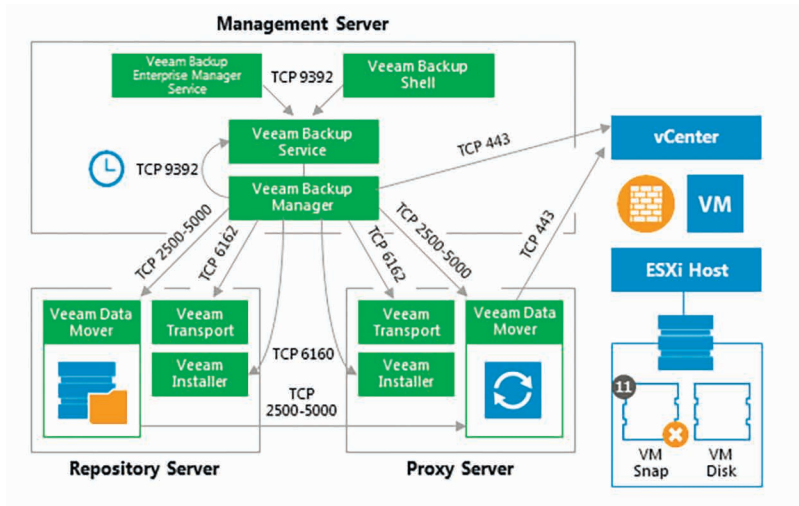 Management Server
Veeam Backup
Enterprise Manager
Service
TCP 9392
Veeam Backup
Shell
Veeam Backup
Service
TCP 9392
Veeam Backup
Manager
TCP 443
vCenter
VM
TCP 2500-5000
TCP 6162
TCP 6162
TCP 2500-5000
TCP 443
ESXi Host
Veeam Data
Mover
Veeam
Transport
Veeam
Installer
TCP 6160
TCP
2500-5000
Veeam
Transport
Veeam
Installer
Veeam Data
Mover
11
VM
Snap
VM
Disk
Repository Server
Proxy Server